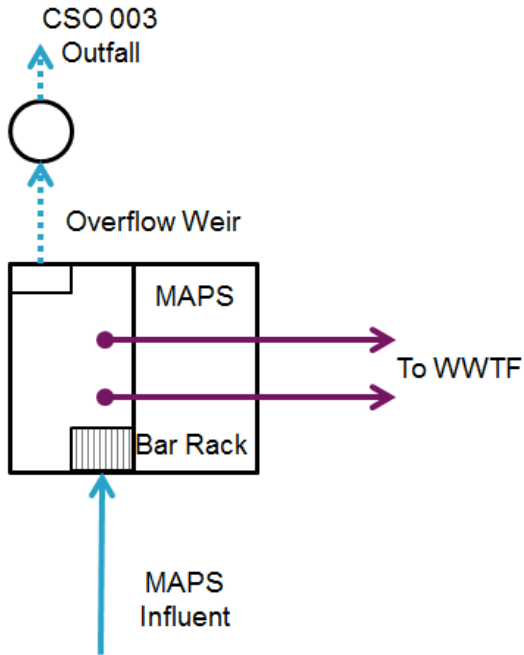 CSO 003
Outfall
Overflow Weir
MAPS
To WWTF
Bar Rack
MAPS
Influent